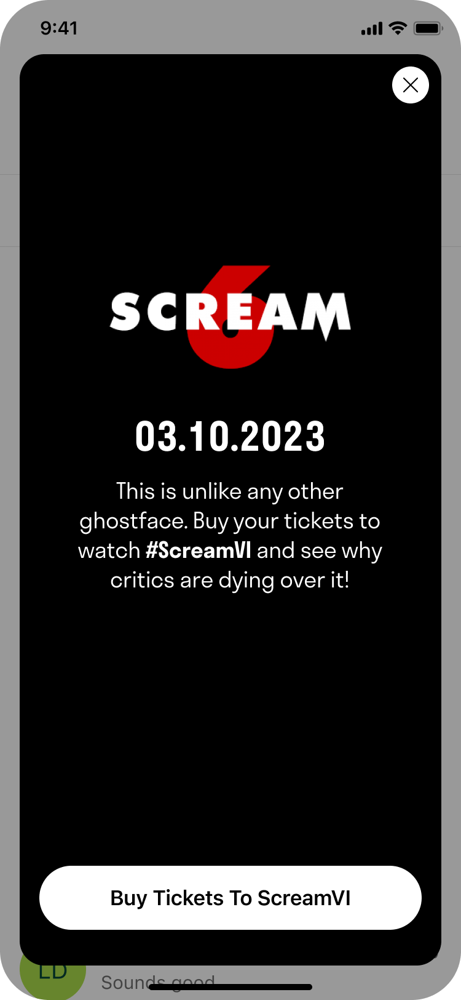 9:41
6
SCREAM
03.10.2023
This is unlike any other
ghostface. Buy your tickets to
watch #ScreamVI and see why
critics are dying over it!
Buy Tickets To ScreamVI
LD
Sounds good